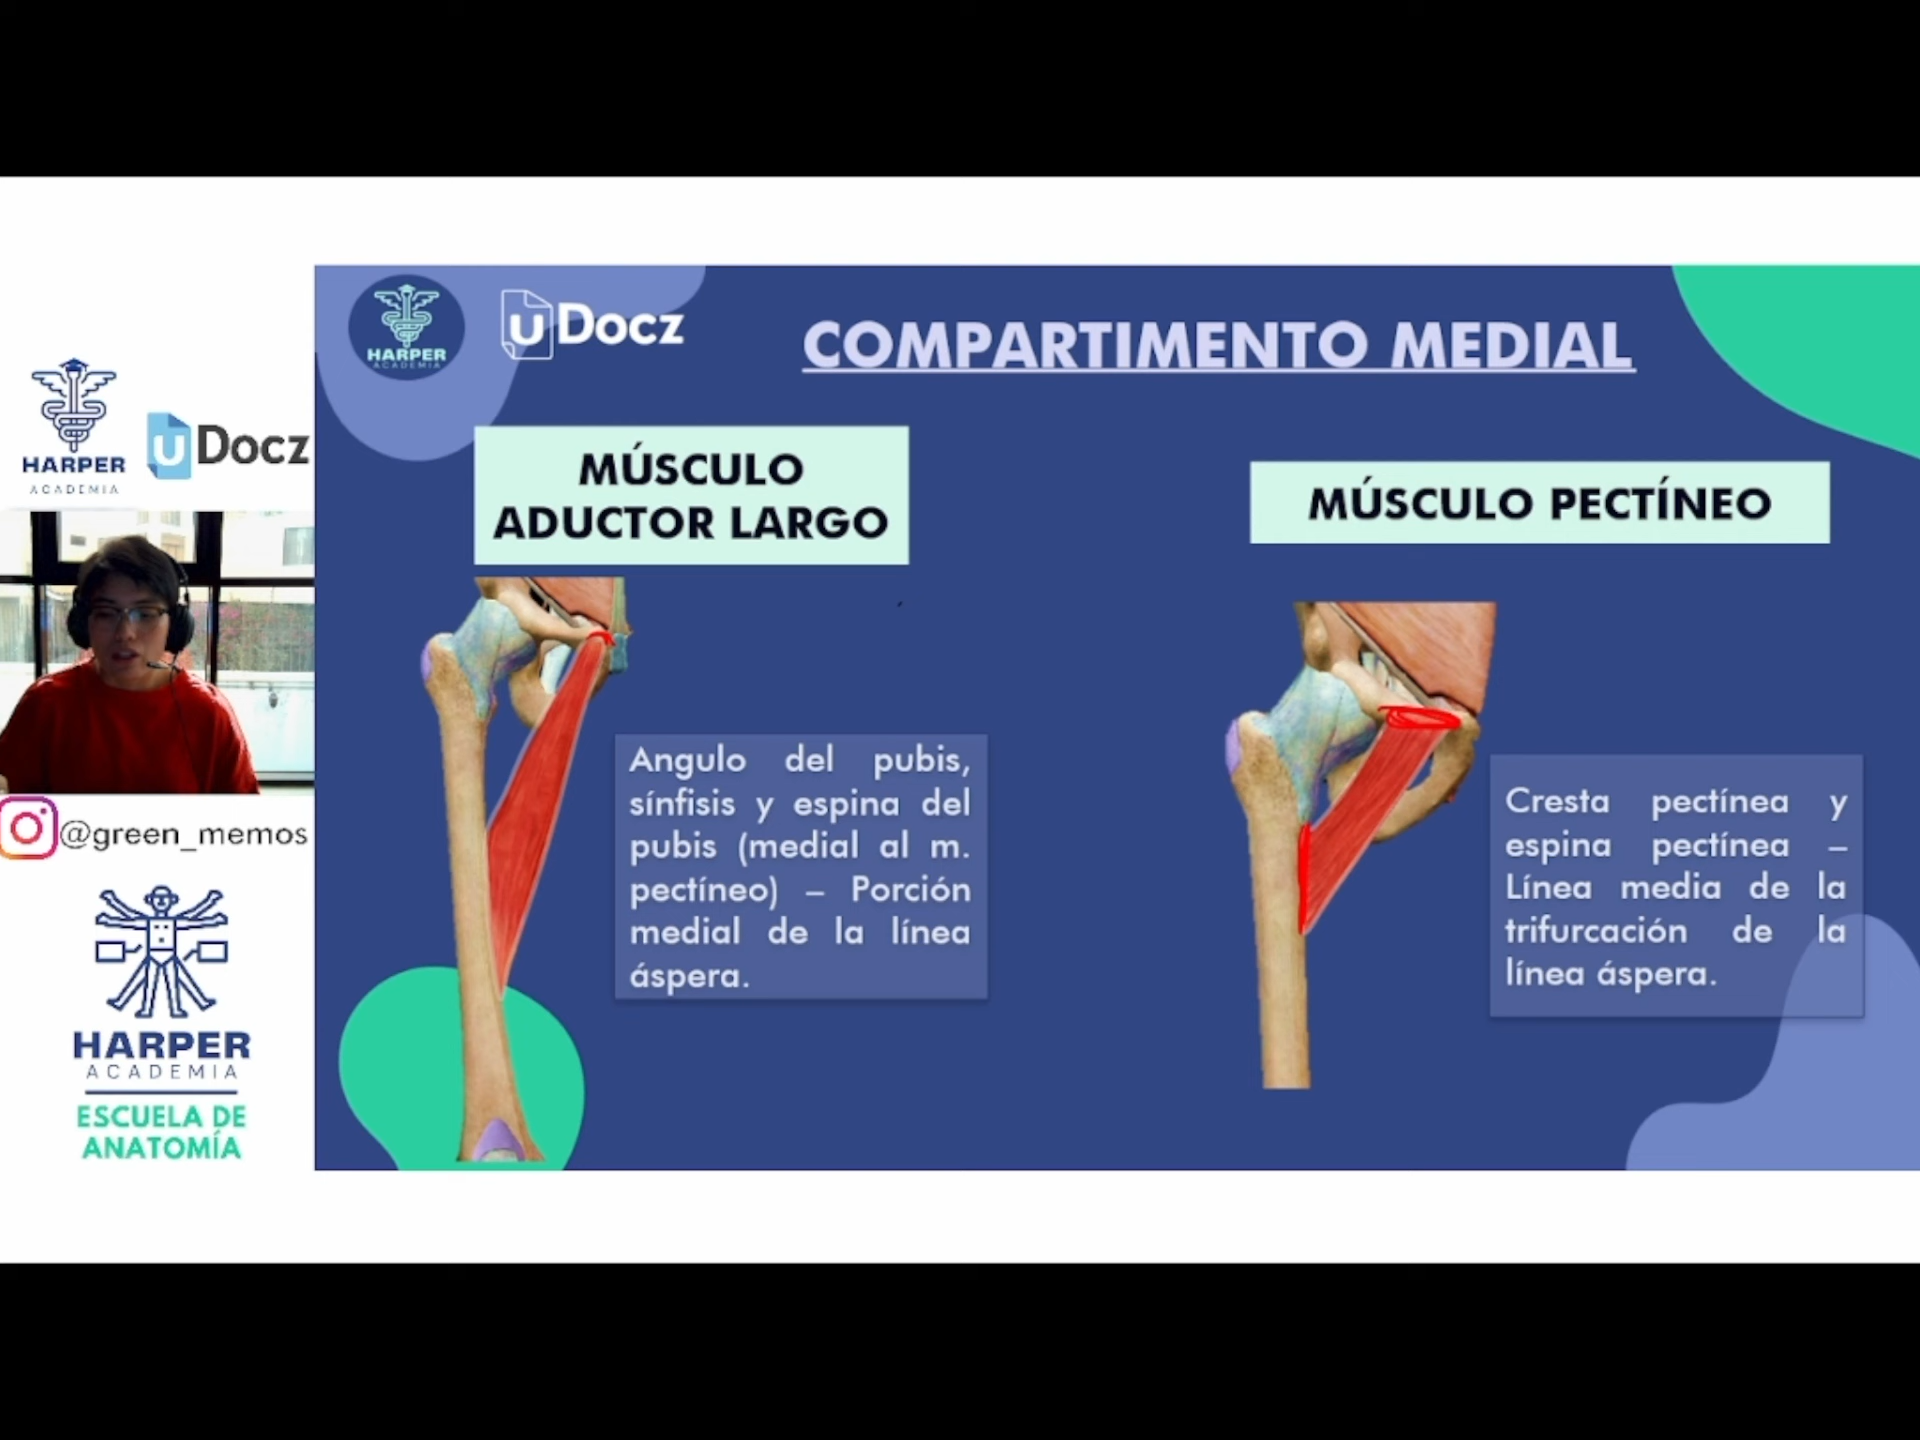 HARPER
ACADEMIA
uDocz
COMPARTIMENTO MEDIAL
HARPER
ACADEMIA
uDocz
MÚSCULO
ADUCTOR LARGO
MÚSCULO PECTÍNEO
Angulo del pubis,
sínfisis y espina del
pubis (medial al m.
pectíneo) – Porción
medial de la línea
áspera.
Cresta pectínea y
espina pectínea –
Línea media de la
trifurcación de la
línea áspera.
@green_memos
HARPER
ACADEMIA
ESCUELA DE
ANATOMÍA